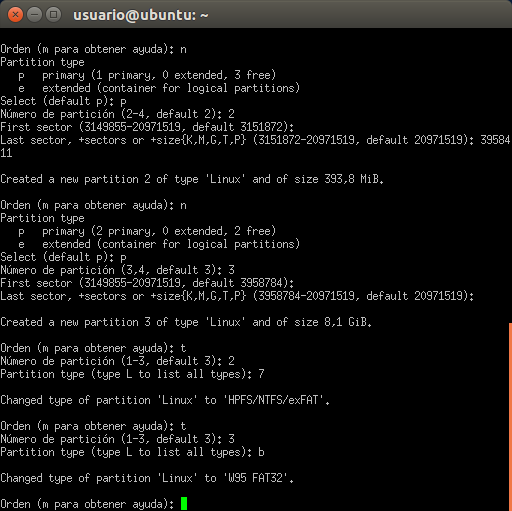 usuario@ubuntu: ~
Orden (m para obtener ayuda): n
Partition type
p primary (1 primary, 0 extended, 3 free)
e extended (container for logical partitions)
Select (default p): p
Número de partición (2-4, default 2): 2
First sector (3149855-20971519, default 3151872):
Last sector, +sectors or +size{K,M,G,T,P} (3151872-20971519, default 20971519): 39584
11
Created a new partition 2 of type 'Linux' and of size 393,8 MiB.
Orden (m para obtener ayuda): n
Partition type
p primary (2 primary, 0 extended, 2 free)
e extended (container for logical partitions)
Select (default p): p
Número de partición (3,4, default 3): 3
First sector (3149855-20971519, default 3958784):
Last sector, +sectors or +size{K,M,G,T,P} (3958784-20971519, default 20971519):
Created a new partition 3 of type 'Linux' and of size 8,1 GiB.
Orden (m para obtener ayuda): t
Número de partición (1-3, default 3): 2
Partition type (type L to list all types): 7
Changed type of partition 'Linux' to 'HPFS/NTFS/exFAT'.
Orden (m para obtener ayuda): t
Número de partición (1-3, default 3): 3
Partition type (type L to list all types): b
Changed type of partition 'Linux' to 'W95 FAT32'.
Orden (m para obtener ayuda):